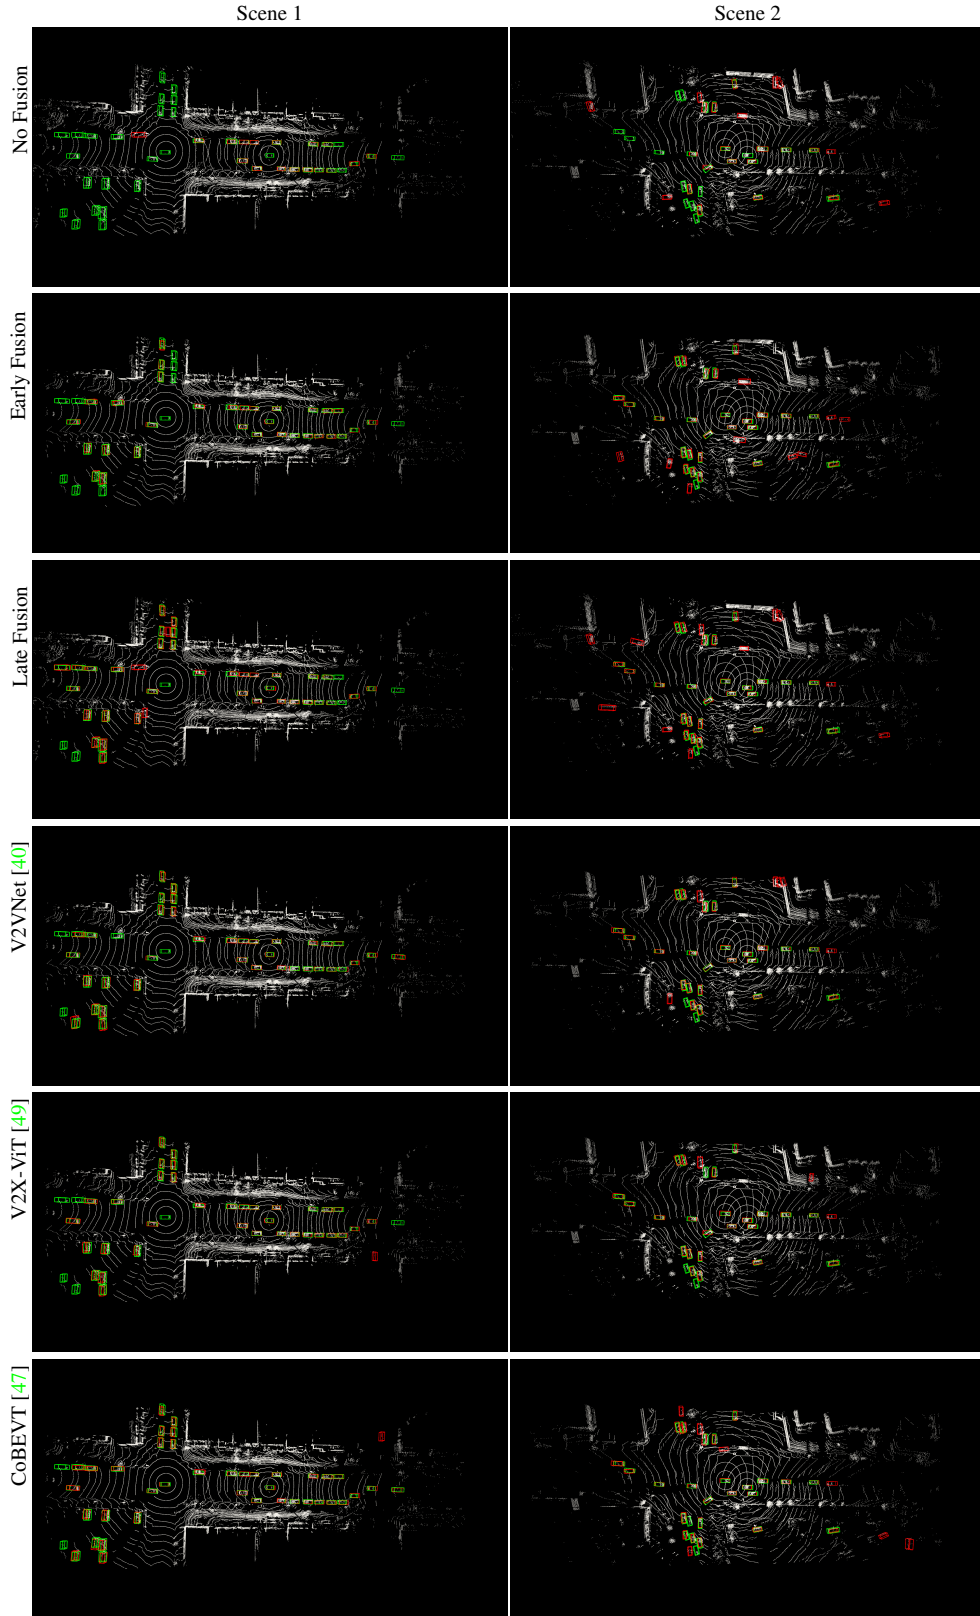 Scene 1
Scene 2
No Fusion
Early Fusion
Late Fusion
V2VNet [40]
V2X-ViT [49]
CoBEVT [47]